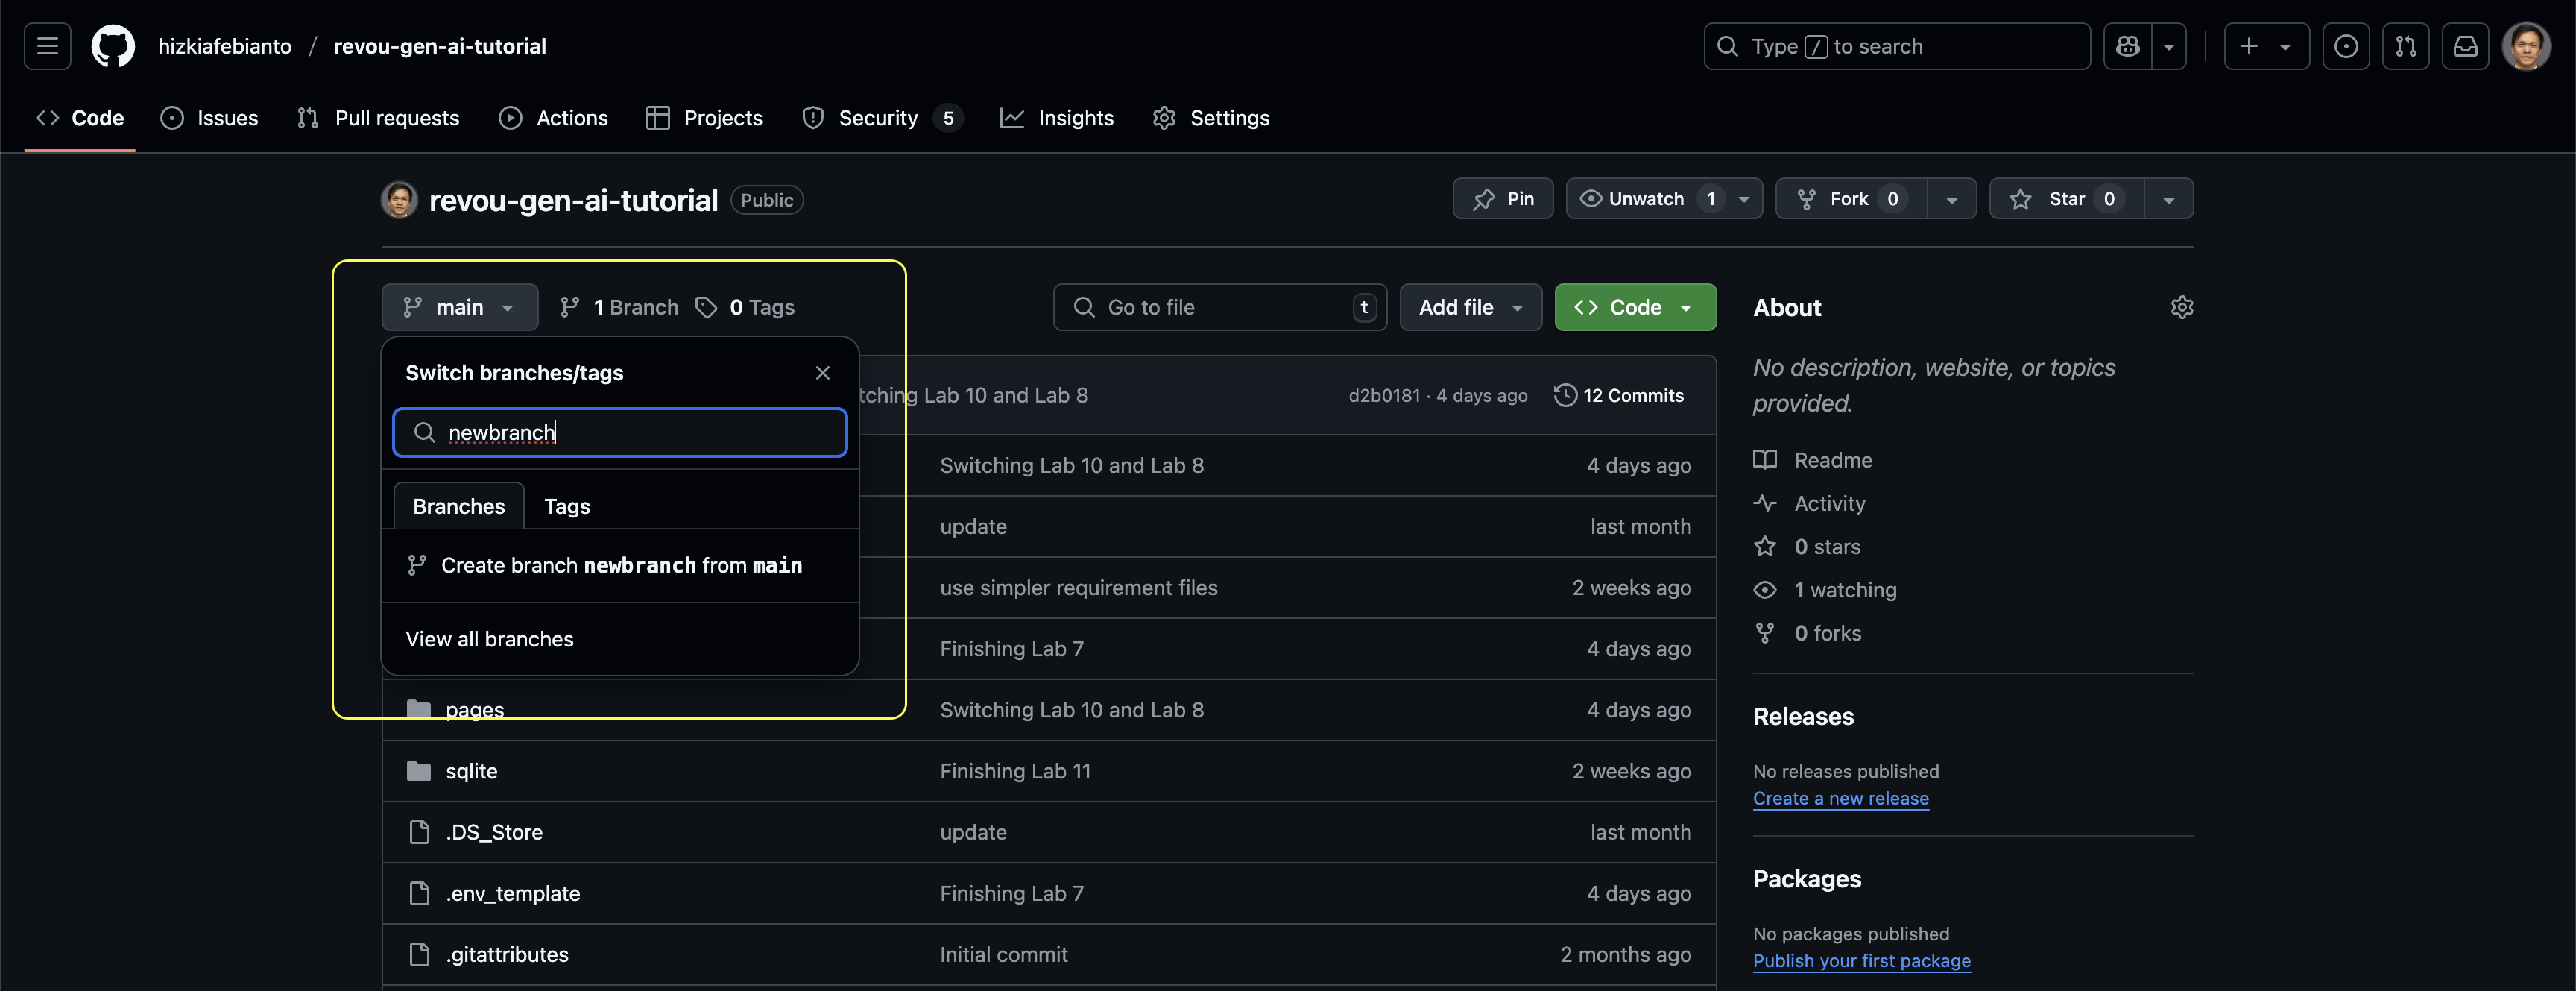 hizkiafebianto / revou-gen-ai-tutorial
Type / to search
Code Issues Pull requests Actions Projects Security 5 Insights Settings
revou-gen-ai-tutorial Public
Pin Unwatch 1 Fork 0 Star 0
main 1 Branch 0 Tags
Go to file t Add file Code
Switch branches/tags
newbranch
Branches Tags
Create branch newbranch from main
View all branches
tching Lab 10 and Lab 8 d2b0181 · 4 days ago 12 Commits
Switching Lab 10 and Lab 8 4 days ago
update last month
use simpler requirement files 2 weeks ago
Finishing Lab 7 4 days ago
pages Switching Lab 10 and Lab 8 4 days ago
sqlite Finishing Lab 11 2 weeks ago
.DS_Store update last month
.env_template Finishing Lab 7 4 days ago
.gitattributes Initial commit 2 months ago
About
No description, website, or topics
provided.
Readme
Activity
0 stars
1 watching
0 forks
Releases
No releases published
Create a new release
Packages
No packages published
Publish your first package